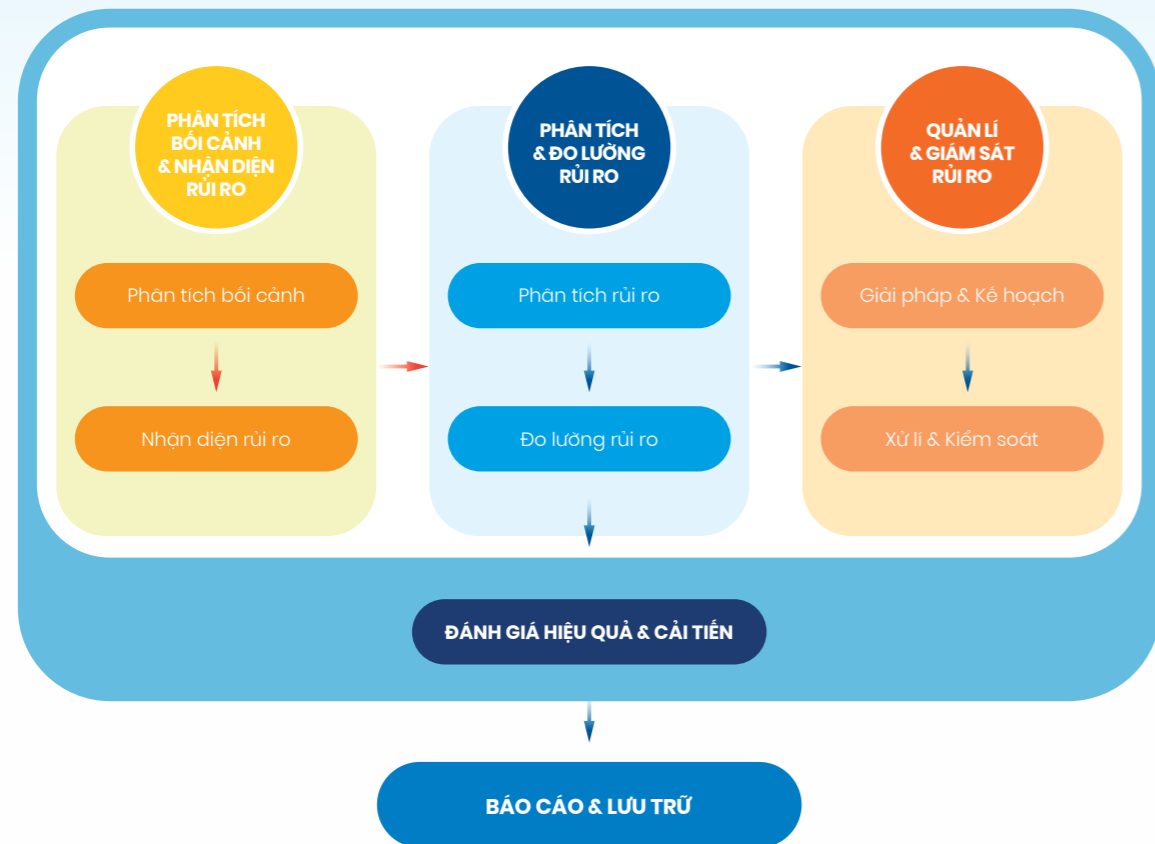 PHÂN TÍCH
BỐI CẢNH
& NHẬN DIỆN
RỦI RO
Phân tích bối cảnh
Nhận diện rủi ro
PHÂN TÍCH
& ĐO LƯỜNG
RỦI RO
Phân tích rủi ro
Đo lường rủi ro
QUẢN LÍ
& GIÁM SÁT
RỦI RO
Giải pháp & Kế hoạch
Xử lí & Kiểm soát
ĐÁNH GIÁ HIỆU QUẢ & CẢI TIẾN
BÁO CÁO & LƯU TRỮ